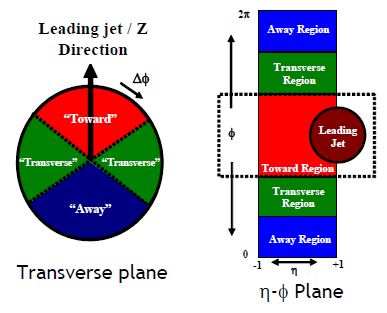 Leading jet / Z
Direction
Δϕ
“Toward”
“Transverse”
“Transverse”
“Away”
Transverse plane
2π
Away Region
Transverse
Region
ϕ
Leading
Jet
Toward Region
Transverse
Region
Away Region
0
-1
η
+1
η-ϕ Plane